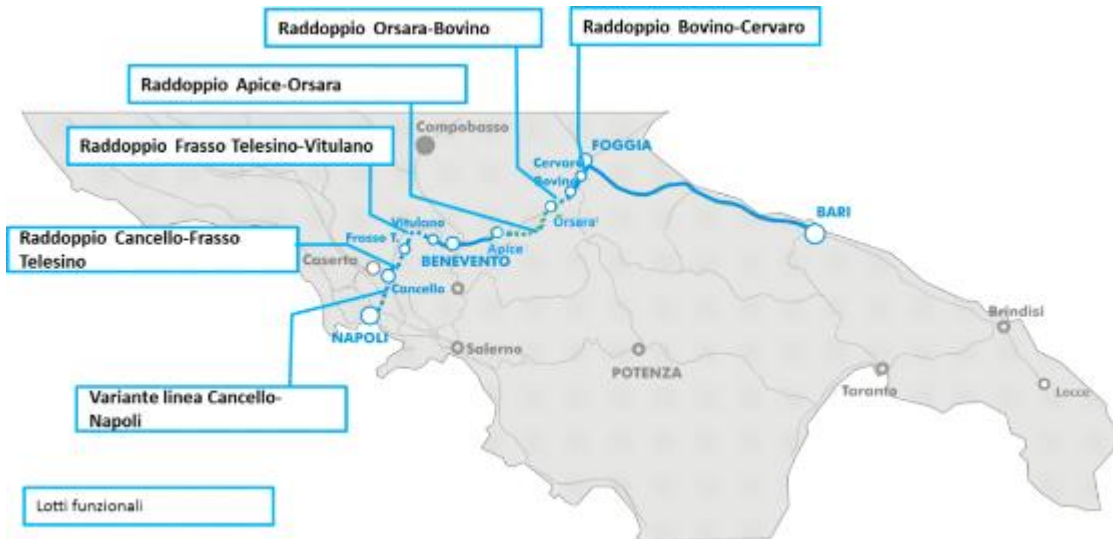 Raddoppio Orsara-Bovino
Raddoppio Bovino-Cervaro
Raddoppio Apice-Orsara
Raddoppio Frasso Telesino-Vitulano
Raddoppio Cancello-Frasso
Telesino
Variante linea Cancello-
Napoli
Lotti funzionali
Campobasso
FOGGIA
Cervaro
Bovino
Orsara
Vitulano
Frasso T.
Apice
BENEVENTO
BARI
Caserta
Cancello
NAPOLI
Salerno
POTENZA
Brindisi
Taranto
Lecce